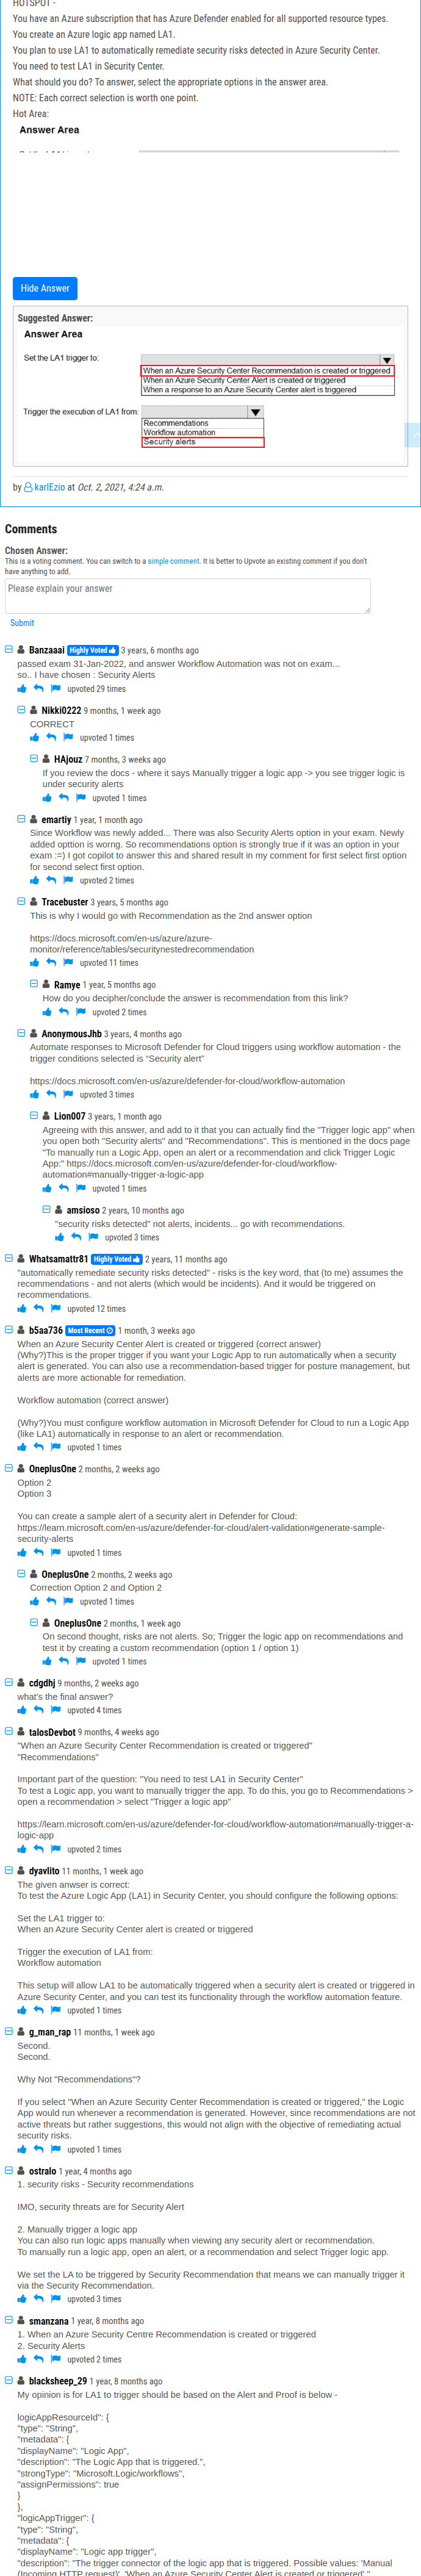 HOTSPOT -
You have an Azure subscription that has Azure Defender enabled for all supported resource types.
You create an Azure logic app named LA1.
You plan to use LA1 to automatically remediate security risks detected in Azure Security Center.
You need to test LA1 in Security Center.
What should you do? To answer, select the appropriate options in the answer area.
NOTE: Each correct selection is worth one point.
Hot Area:
Answer Area
Hide Answer
Suggested Answer:
Answer Area
Set the LA1 trigger to:
When an Azure Security Center Recommendation is created or triggered
When an Azure Security Center Alert is created or triggered
When a response to an Azure Security Center alert is triggered
Trigger the execution of LA1 from:
Recommendations
Workflow automation
Security alerts
by karlEzio at Oct. 2, 2021, 4:24 a.m.
Comments
Chosen Answer:
This is a voting comment. You can switch to a simple comment. It is better to Upvote an existing comment if you don't
have anything to add.
Please explain your answer
Submit
Banzaaai Highly Voted 3 years, 6 months ago
passed exam 31-Jan-2022, and answer Workflow Automation was not on exam...
so.. I have chosen : Security Alerts
upvoted 29 times
Nikki0222 9 months, 1 week ago
CORRECT
upvoted 1 times
HAjouz 7 months, 3 weeks ago
If you review the docs - where it says Manually trigger a logic app -> you see trigger logic is
under security alerts
upvoted 1 times
emartiy 1 year, 1 month ago
Since Workflow was newly added... There was also Security Alerts option in your exam. Newly
added opttion is worng. So recommendations option is strongly true if it was an option in your
exam :=) I got copilot to answer this and shared result in my comment for first select first option
for second select first option.
upvoted 2 times
Tracebuster 3 years, 5 months ago
This is why I would go with Recommendation as the 2nd answer option
https://docs.microsoft.com/en-us/azure/azure-
monitor/reference/tables/securitynestedrecommendation
upvoted 11 times
Ramye 1 year, 5 months ago
How do you decipher/conclude the answer is recommendation from this link?
upvoted 2 times
AnonymousJhb 3 years, 4 months ago
Automate responses to Microsoft Defender for Cloud triggers using workflow automation - the
trigger conditions selected is "Security alert"
https://docs.microsoft.com/en-us/azure/defender-for-cloud/workflow-automation
upvoted 3 times
Lion007 3 years, 1 month ago
Agreeing with this answer, and add to it that you can actually find the "Trigger logic app" when
you open both "Security alerts" and "Recommendations". This is mentioned in the docs page
"To manually run a Logic App, open an alert or a recommendation and click Trigger Logic
App:" https://docs.microsoft.com/en-us/azure/defender-for-cloud/workflow-
automation#manually-trigger-a-logic-app
upvoted 1 times
amsioso 2 years, 10 months ago
"security risks detected" not alerts, incidents... go with recommendations.
upvoted 3 times
Whatsamattr81 Highly Voted 2 years, 11 months ago
"automatically remediate security risks detected" - risks is the key word, that (to me) assumes the
recommendations - and not alerts (which would be incidents). And it would be triggered on
recommendations.
upvoted 12 times
b5aa736 Most Recent 1 month, 3 weeks ago
When an Azure Security Center Alert is created or triggered (correct answer)
(Why?)This is the proper trigger if you want your Logic App to run automatically when a security
alert is generated. You can also use a recommendation-based trigger for posture management, but
alerts are more actionable for remediation.
Workflow automation (correct answer)
(Why?)You must configure workflow automation in Microsoft Defender for Cloud to run a Logic App
(like LA1) automatically in response to an alert or recommendation.
upvoted 1 times
OneplusOne 2 months, 2 weeks ago
Option 2
Option 3
You can create a sample alert of a security alert in Defender for Cloud:
https://learn.microsoft.com/en-us/azure/defender-for-cloud/alert-validation#generate-sample-
security-alerts
upvoted 1 times
OneplusOne 2 months, 2 weeks ago
Correction Option 2 and Option 2
upvoted 1 times
OneplusOne 2 months, 1 week ago
On second thought, risks are not alerts. So; Trigger the logic app on recommendations and
test it by creating a custom recommendation (option 1 / option 1)
upvoted 1 times
cdgdhj 9 months, 2 weeks ago
what's the final answer?
upvoted 4 times
talosDevbot 9 months, 4 weeks ago
"When an Azure Security Center Recommendation is created or triggered"
"Recommendations"
Important part of the question: "You need to test LA1 in Security Center"
To test a Logic app, you want to manually trigger the app. To do this, you go to Recommendations >
open a recommendation > select "Trigger a logic app"
https://learn.microsoft.com/en-us/azure/defender-for-cloud/workflow-automation#manually-trigger-a-
logic-app
upvoted 2 times
dyavlito 11 months, 1 week ago
The given anwser is correct:
To test the Azure Logic App (LA1) in Security Center, you should configure the following options:
Set the LA1 trigger to:
When an Azure Security Center alert is created or triggered
Trigger the execution of LA1 from:
Workflow automation
This setup will allow LA1 to be automatically triggered when a security alert is created or triggered in
Azure Security Center, and you can test its functionality through the workflow automation feature.
upvoted 1 times
g_man_rap 11 months, 1 week ago
Second.
Second.
Why Not "Recommendations"?
If you select "When an Azure Security Center Recommendation is created or triggered," the Logic
App would run whenever a recommendation is generated. However, since recommendations are not
active threats but rather suggestions, this would not align with the objective of remediating actual
security risks.
upvoted 1 times
ostralo 1 year, 4 months ago
1. security risks - Security recommendations
IMO, security threats are for Security Alert
2. Manually trigger a logic app
You can also run logic apps manually when viewing any security alert or recommendation.
To manually run a logic app, open an alert, or a recommendation and select Trigger logic app.
We set the LA to be triggered by Security Recommendation that means we can manually trigger it
via the Security Recommendation.
upvoted 3 times
smanzana 1 year, 8 months ago
1. When an Azure Security Centre Recommendation is created or triggered
2. Security Alerts
upvoted 2 times
blacksheep_29 1 year, 8 months ago
My opinion is for LA1 to trigger should be based on the Alert and Proof is below -
logicAppResourceId": {
"type": "String",
"metadata": {
"displayName": "Logic App",
"description": "The Logic App that is triggered.",
"strongType": "Microsoft.Logic/workflows",
"assignPermissions": true
}
},
"logicAppTrigger": {
"type": "String",
"metadata": {
"displayName": "Logic app trigger",
"description": "The trigger connector of the logic app that is triggered. Possible values: 'Manual
(Incoming HTTP request)', 'When an Azure Security Center Alert is created or triggered'."